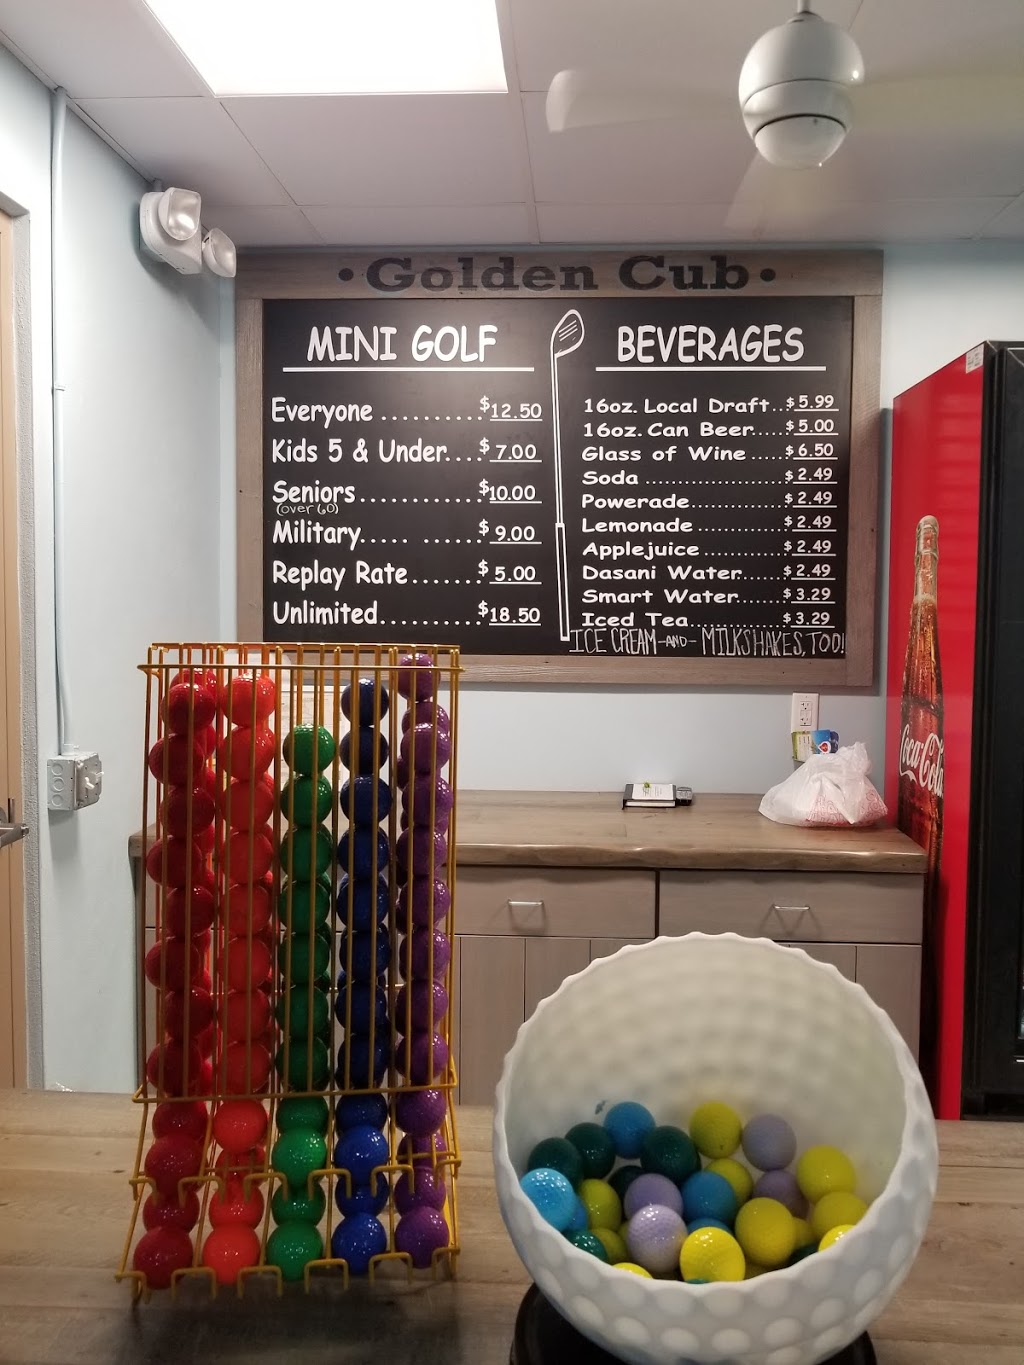 • Golden Cub •
MINI GOLF
Everyone .......... $12.50
Kids 5 & Under.... $7.00
Seniors ............ $10.00
(over 60)
Military..... ...... $9.00
Replay Rate ....... $5.00
Unlimited .......... $18.50
BEVERAGES
16oz. Local Draft .. $5.99
16oz. Can Beer ..... $5.00
Glass of Wine ..... $6.50
Soda ..................... $2.49
Powerade ............. $2.49
Lemonade ............. $2.49
Applejuice ............ $2.49
Dasani Water ....... $2.49
Smart Water ....... $3.29
Iced Tea .............. $3.29
ICE CREAM -AND- MILKSHAKES, TOO!
Coca-Cola